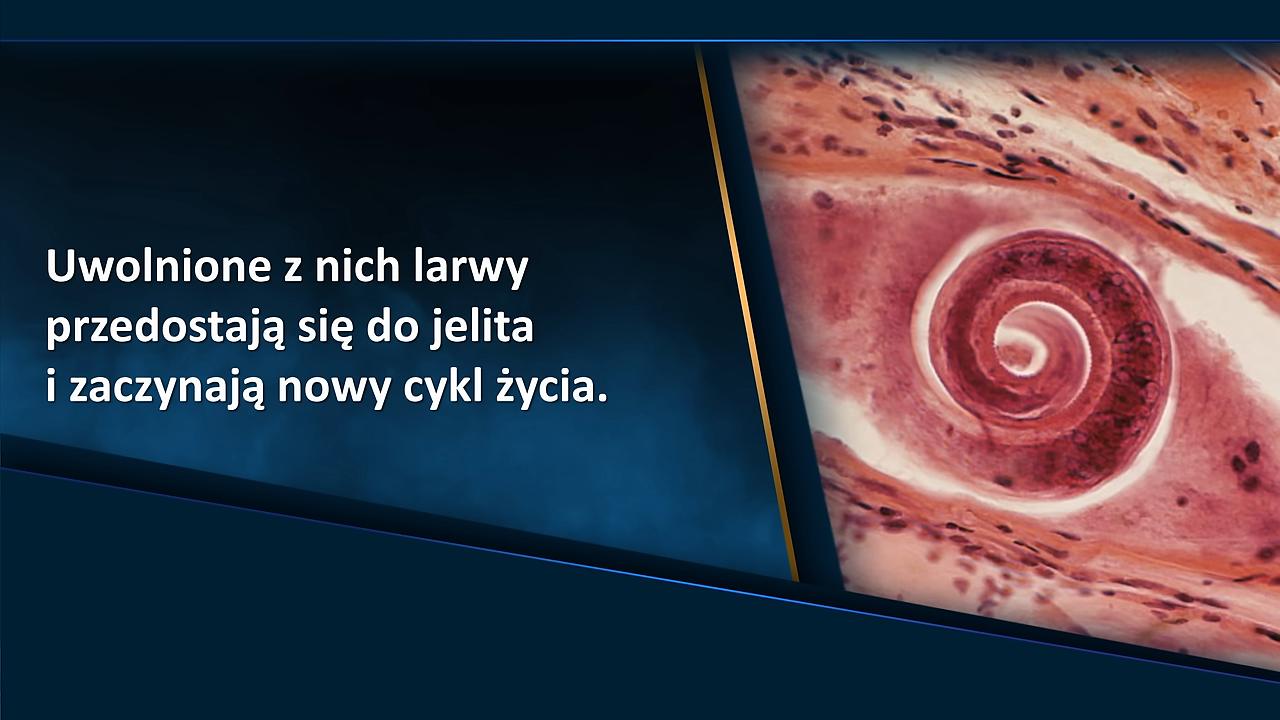 Uwolnione z nich larwy
przedostają się do jelita
i zaczynają nowy cykl życia.